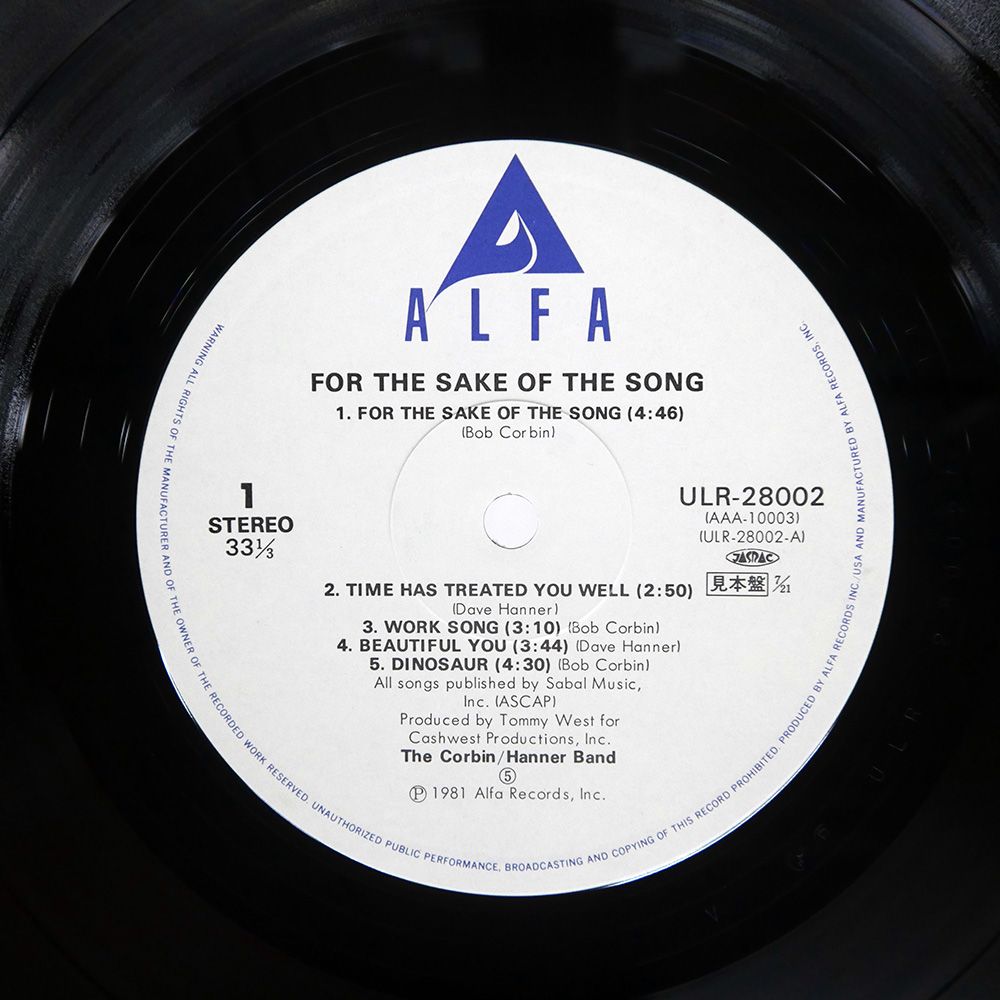 ALFA
FOR THE SAKE OF THE SONG
1. FOR THE SAKE OF THE SONG (4:46)
(Bob Corbin)
1
STEREO
33⅓
ULR-28002
(AAA-10003)
(ULR-28002-A)
JASRAC
見本盤 7/21
2. TIME HAS TREATED YOU WELL (2:50)
(Dave Hanner)
3. WORK SONG (3:10) (Bob Corbin)
4. BEAUTIFUL YOU (3:44) (Dave Hanner)
5. DINOSAUR (4:30) (Bob Corbin)
All songs published by Sabal Music,
Inc. (ASCAP)
Produced by Tommy West for
Cashwest Productions, Inc.
The Corbin/Hanner Band
⑤
Ⓟ 1981 Alfa Records, Inc.
WARNING ALL RIGHTS OF THE MANUFACTURER AND OF THE OWNER OF THE RECORDED WORK RESERVED. UNAUTHORIZED PUBLIC PERFORMANCE, BROADCASTING AND COPYING OF THIS RECORD PROHIBITED. PRODUCED BY ALFA RECORDS INC./USA AND MANUFACTURED BY ALFA RECORDS, INC.